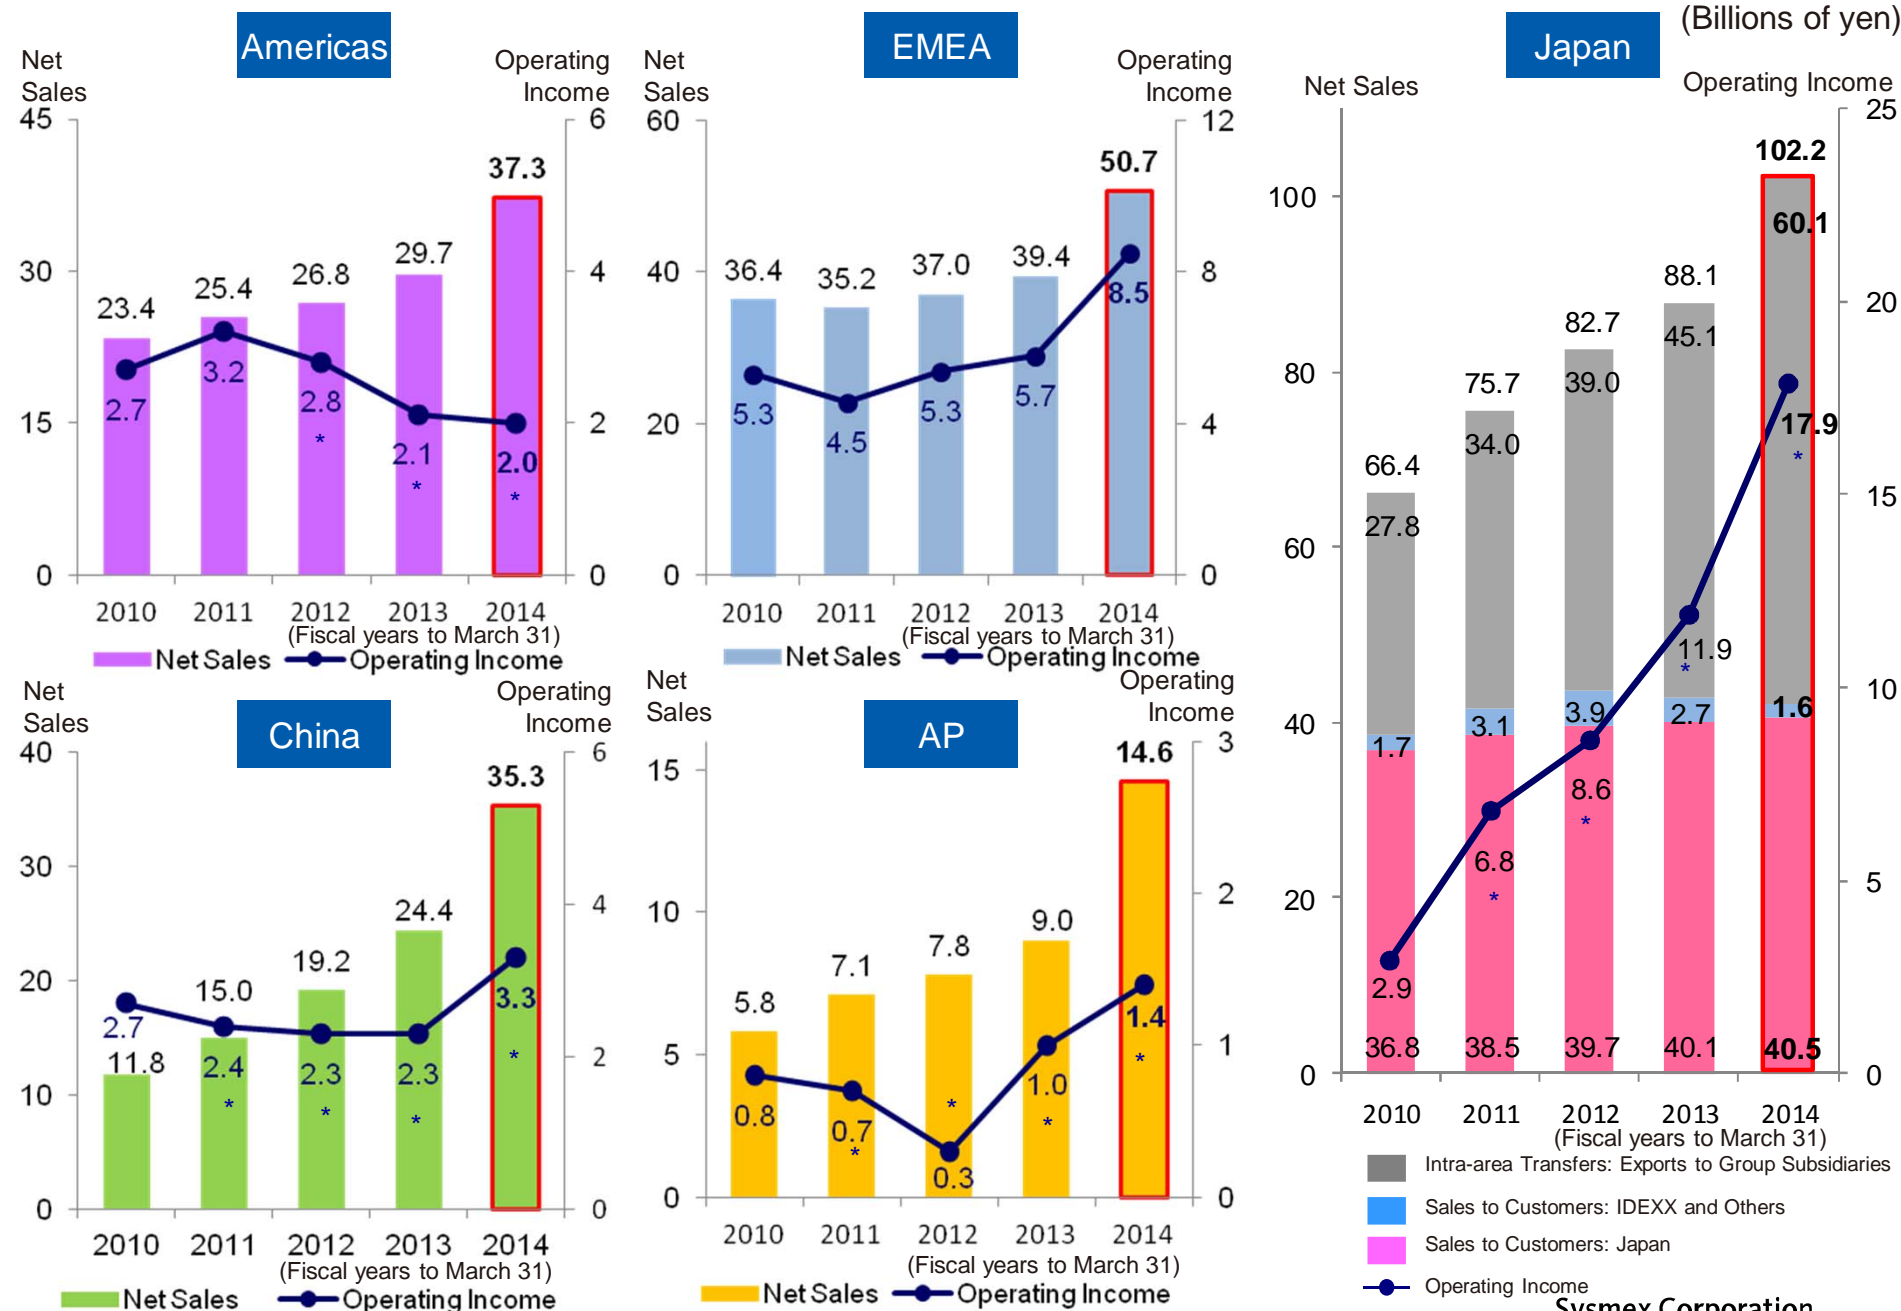 (Billions of yen)
Americas
Net
Sales
Operating
Income
45
30
15
0
6
4
2
0
23.4
25.4
26.8
29.7
37.3
2.7
3.2
2.8
*
2.1
*
2.0
*
2010 2011 2012 2013 2014
(Fiscal years to March 31)
Net Sales Operating Income
EMEA
Net
Sales
Operating
Income
60
40
20
0
12
8
4
0
36.4
35.2
37.0
39.4
50.7
5.3
4.5
5.3
5.7
8.5
2010 2011 2012 2013 2014
(Fiscal years to March 31)
Net Sales Operating Income
China
Net
Sales
Operating
Income
40
30
20
10
0
6
4
2
0
11.8
15.0
19.2
24.4
35.3
2.7
2.4
*
2.3
*
2.3
*
3.3
*
2010 2011 2012 2013 2014
(Fiscal years to March 31)
Net Sales Operating Income
AP
Net
Sales
Operating
Income
15
10
5
0
3
2
1
0
5.8
7.1
7.8
9.0
14.6
0.8
0.7
*
*
0.3
1.0
*
1.4
*
2010 2011 2012 2013 2014
(Fiscal years to March 31)
Net Sales Operating Income
Japan
Net Sales
Operating Income
100
80
60
40
20
0
25
20
15
10
5
0
66.4
75.7
82.7
88.1
102.2
27.8
34.0
39.0
45.1
60.1
1.7
3.1
3.9
2.7
1.6
2.9
6.8
*
8.6
*
11.9
*
17.9
*
36.8 38.5 39.7 40.1 40.5
2010 2011 2012 2013 2014
(Fiscal years to March 31)
Intra-area Transfers: Exports to Group Subsidiaries
Sales to Customers: IDEXX and Others
Sales to Customers: Japan
Operating Income
Sysmex Corporation